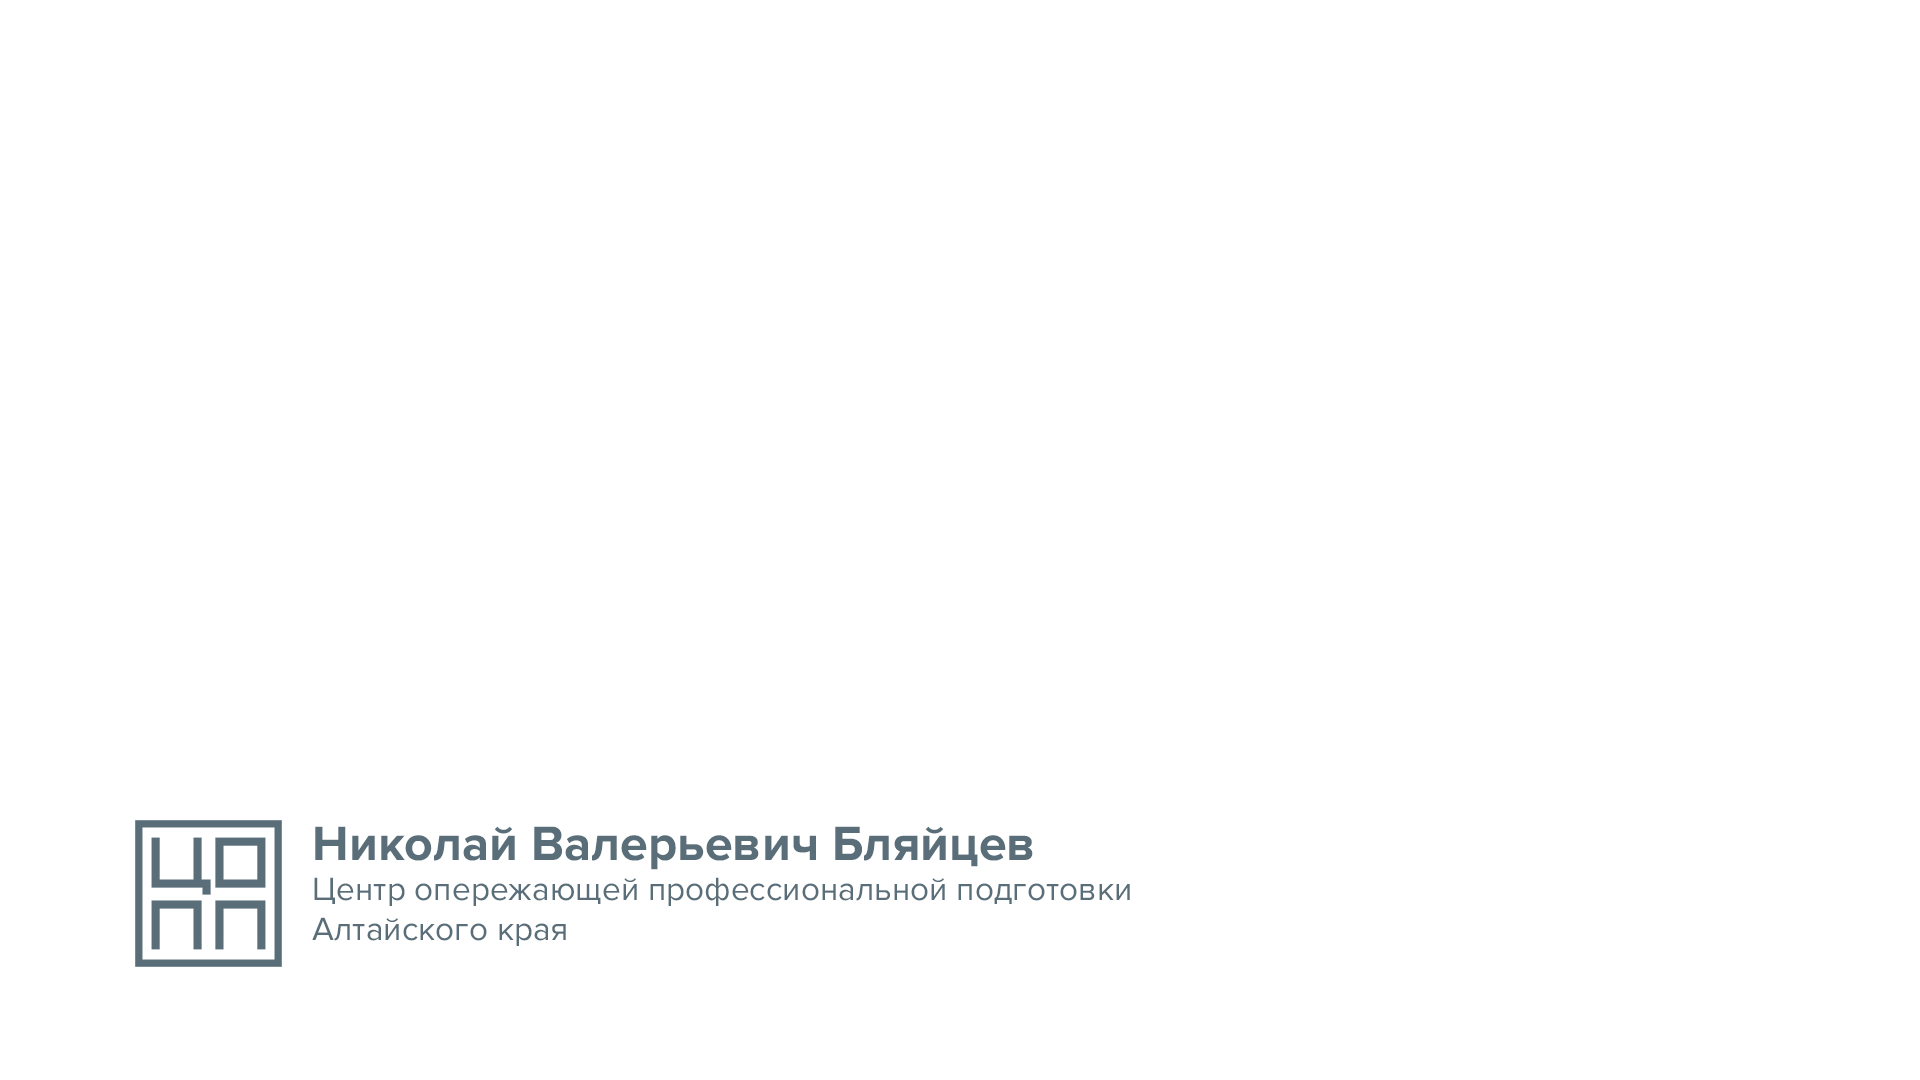 ЦО
ПП
Николай Валерьевич Бляйцев
Центр опережающей профессиональной подготовки
Алтайского края